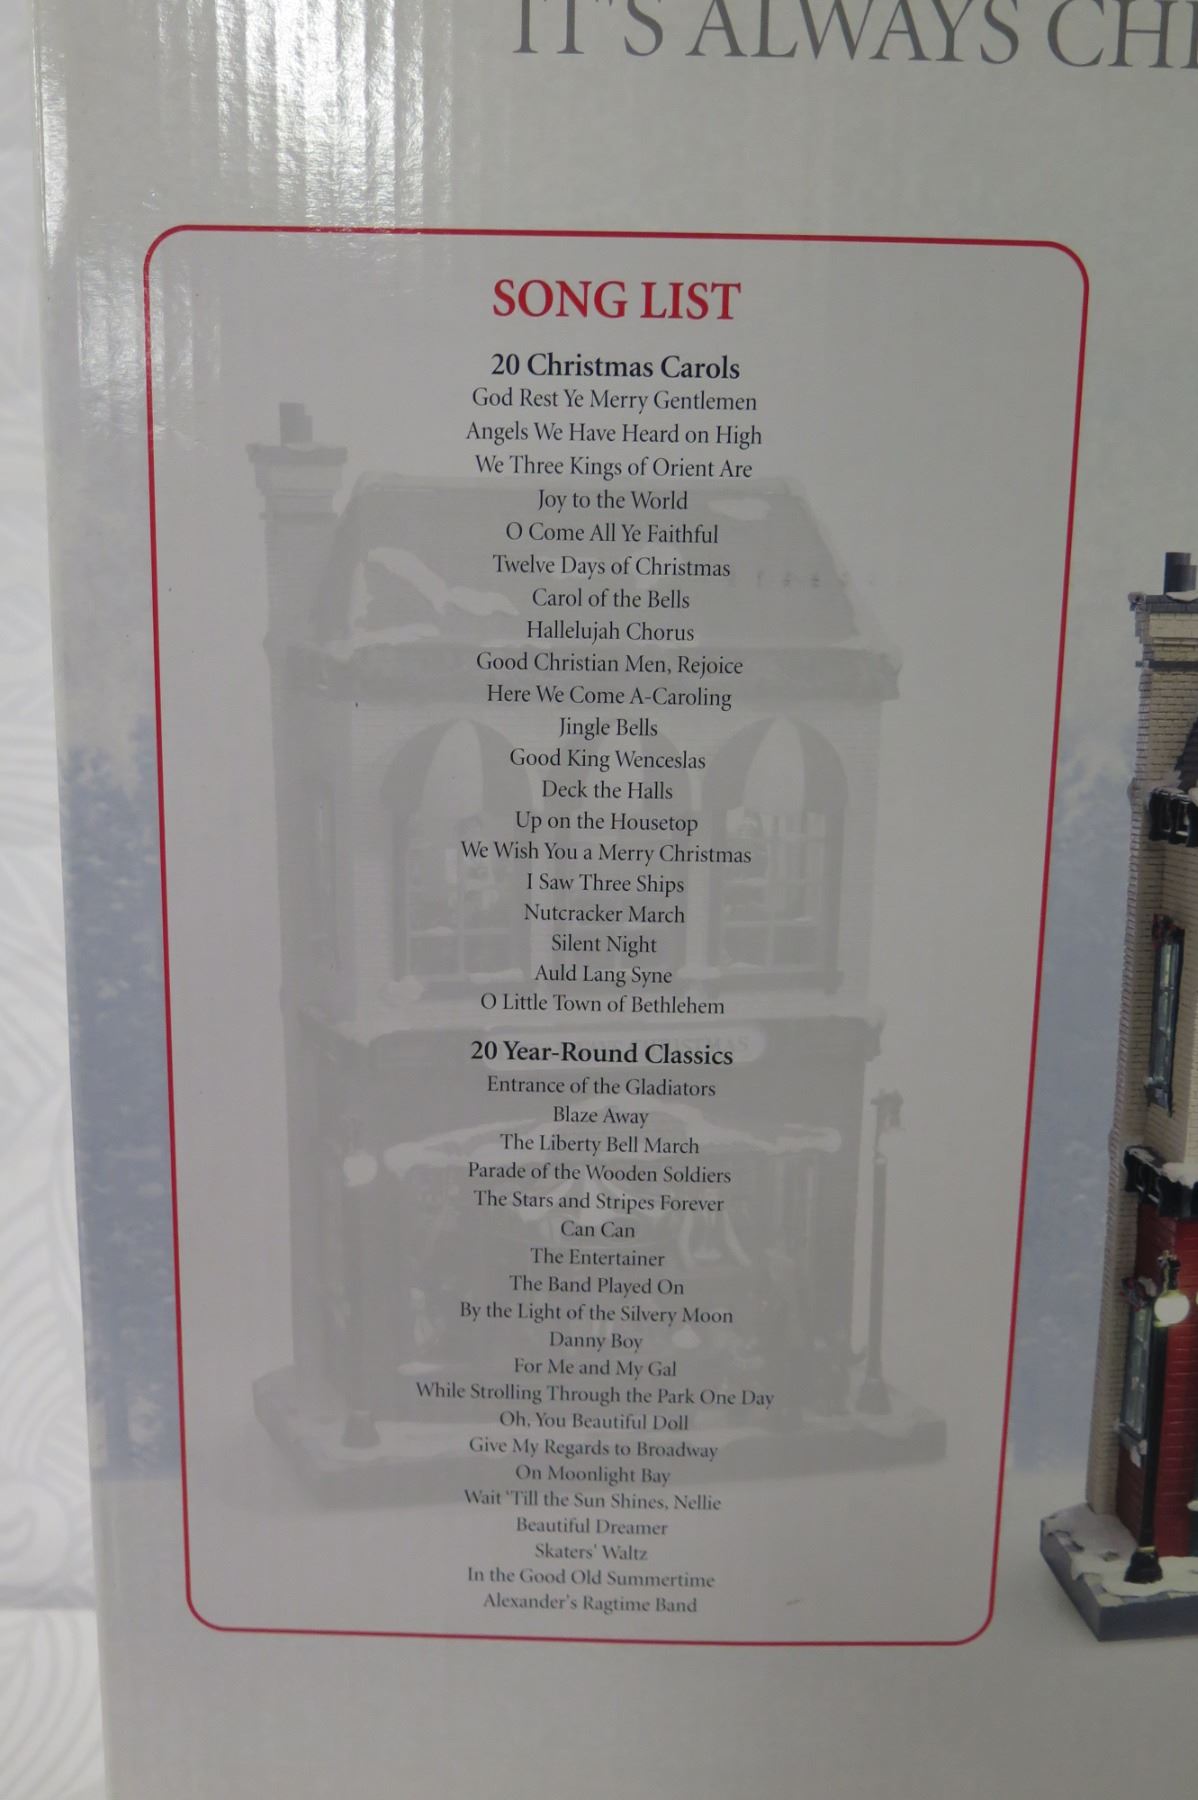 IT'S ALWAYS
SONG LIST
20 Christmas Carols
God Rest Ye Merry Gentlemen
Angels We Have Heard on High
We Three Kings of Orient Are
Joy to the World
O Come All Ye Faithful
Twelve Days of Christmas
Carol of the Bells
Hallelujah Chorus
Good Christian Men, Rejoice
Here We Come A-Caroling
Jingle Bells
Good King Wenceslas
Deck the Halls
Up on the Housetop
We Wish You a Merry Christmas
I Saw Three Ships
Nutcracker March
Silent Night
Auld Lang Syne
O Little Town of Bethlehem
20 Year-Round Classics
Entrance of the Gladiators
Blaze Away
The Liberty Bell March
Parade of the Wooden Soldiers
The Stars and Stripes Forever
Can Can
The Entertainer
The Band Played On
By the Light of the Silvery Moon
Danny Boy
For Me and My Gal
While Strolling Through the Park One Day
Oh, You Beautiful Doll
Give My Regards to Broadway
On Moonlight Bay
Wait 'Till the Sun Shines, Nellie
Beautiful Dreamer
Skaters' Waltz
In the Good Old Summertime
Alexander's Ragtime Band